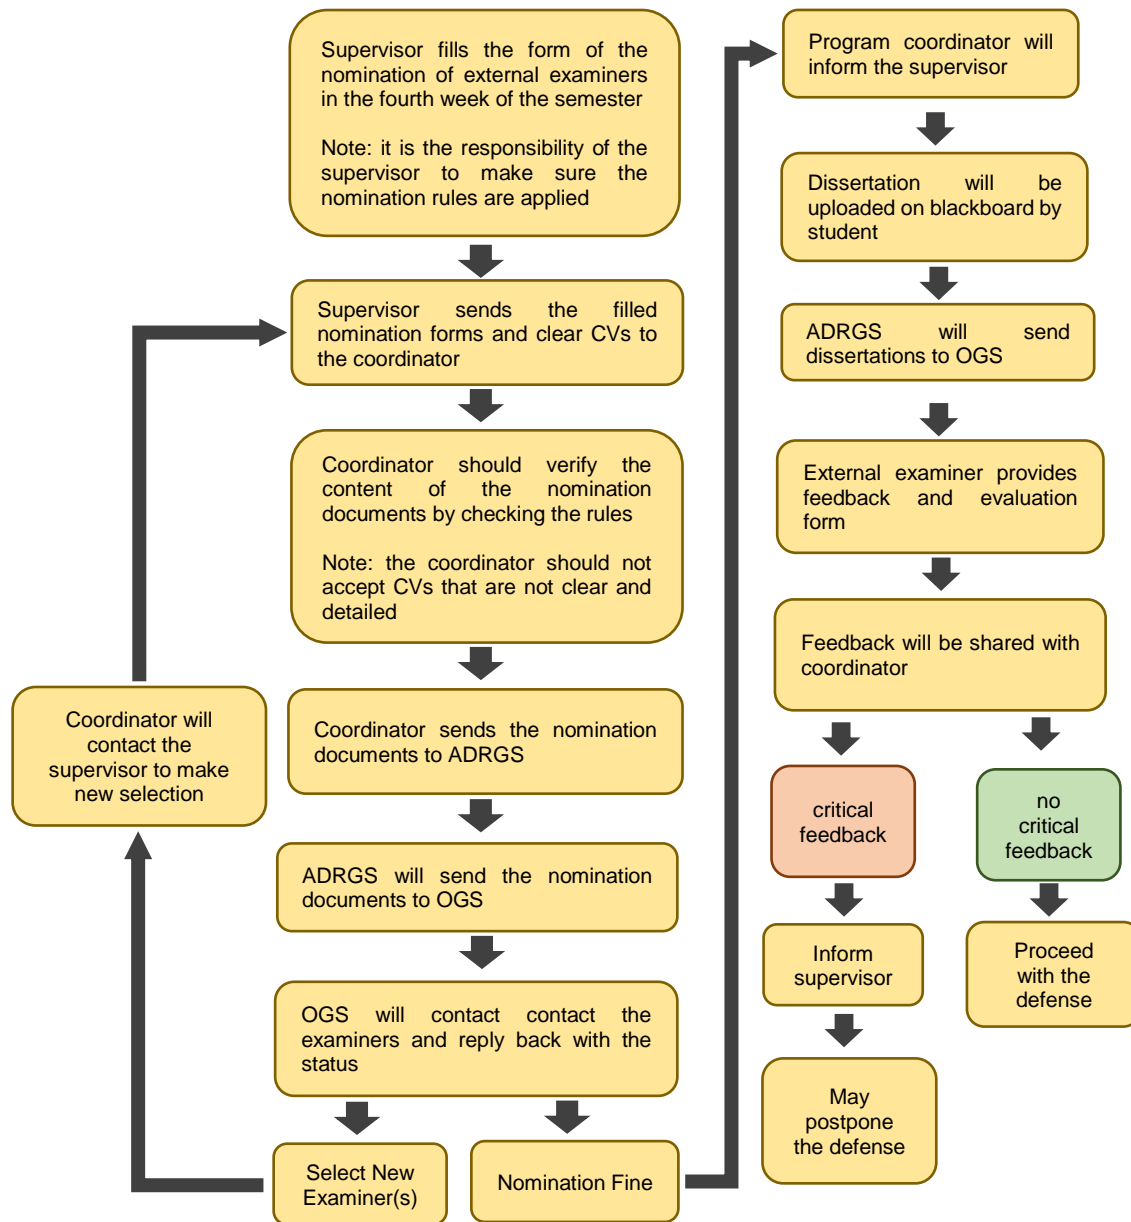 Supervisor fills the form of the
nomination of external examiners
in the fourth week of the semester
Note: it is the responsibility of the
supervisor to make sure the
nomination rules are applied
Supervisor sends the filled
nomination forms and clear CVs to
the coordinator
Coordinator should verify the
content of the nomination
documents by checking the rules
Note: the coordinator should not
accept CVs that are not clear and
detailed
Coordinator sends the nomination
documents to ADRGS
ADRGS will send the nomination
documents to OGS
OGS will contact contact the
examiners and reply back with the
status
Select New
Examiner(s)
Nomination Fine
Coordinator will
contact the
supervisor to make
new selection
Program coordinator will
inform the supervisor
Dissertation will be
uploaded on blackboard by
student
ADRGS will send
dissertations to OGS
External examiner provides
feedback and evaluation
form
Feedback will be shared with
coordinator
critical
feedback
no
critical
feedback
Inform
supervisor
Proceed
with the
defense
May
postpone
the defense